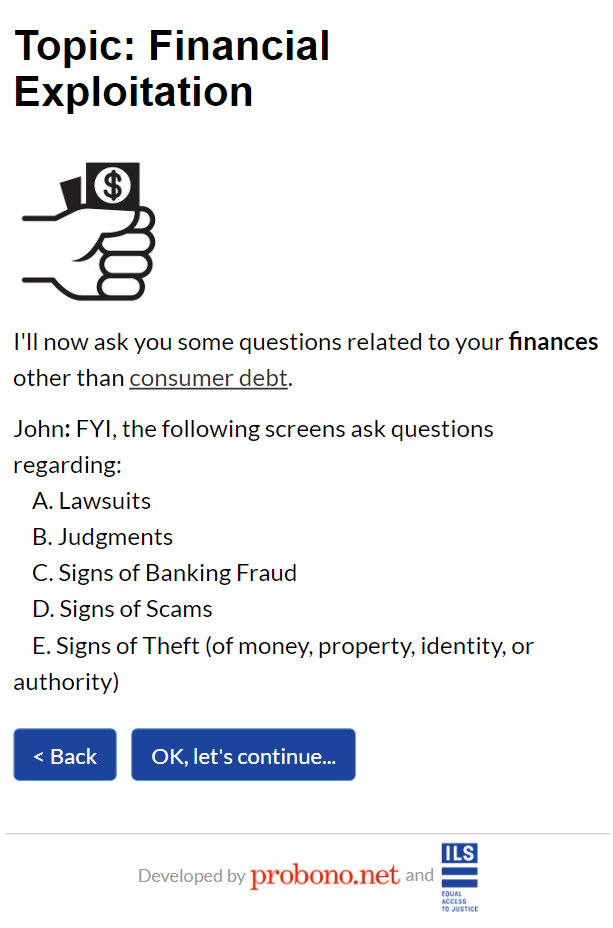 Topic: Financial
Exploitation
$
I'll now ask you some questions related to your finances
other than consumer debt.
John: FYI, the following screens ask questions
regarding:
A. Lawsuits
B. Judgments
C. Signs of Banking Fraud
D. Signs of Scams
E. Signs of Theft (of money, property, identity, or
authority)
< Back
OK, let's continue...
Developed by probono.net and
ILS
EQUAL
ACCESS
TO JUSTICE